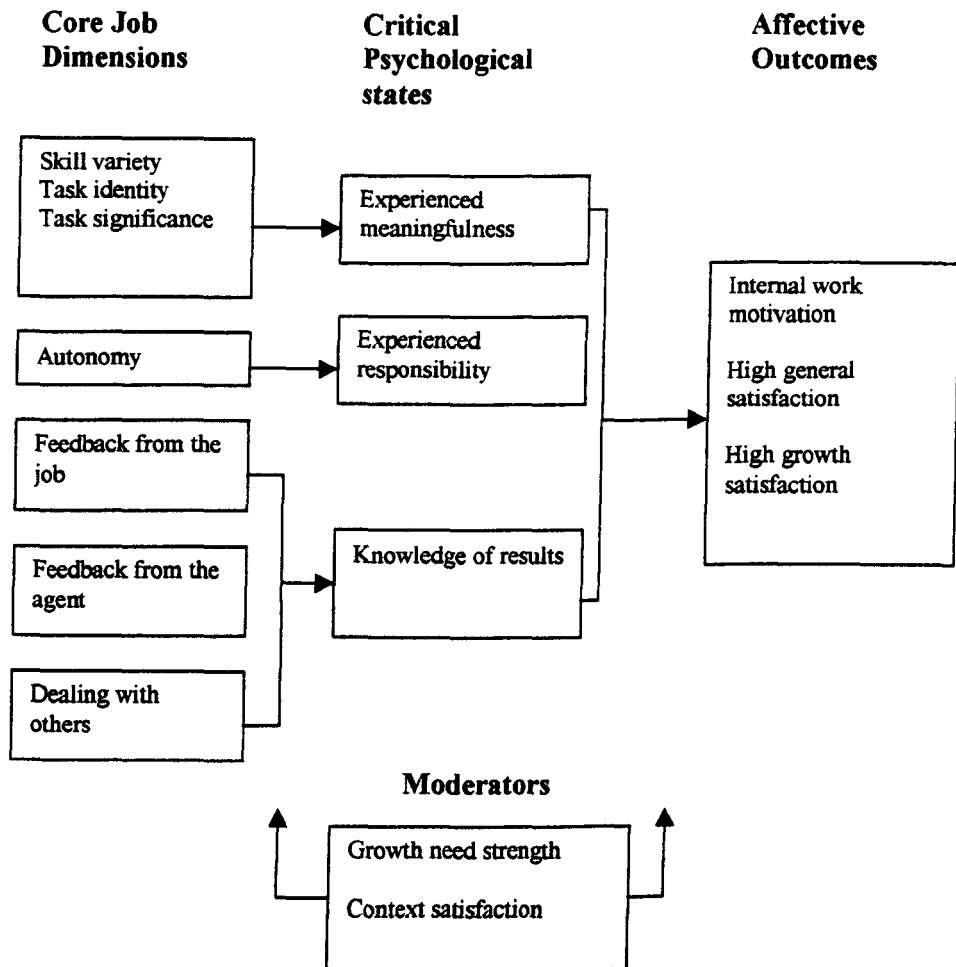 Core Job
Dimensions
Critical
Psychological
states
Affective
Outcomes
Skill variety
Task identity
Task significance
Experienced
meaningfulness
Internal work
motivation
High general
satisfaction
High growth
satisfaction
Autonomy
Experienced
responsibility
Feedback from the
job
Feedback from the
agent
Knowledge of results
Dealing with
others
Moderators
Growth need strength
Context satisfaction